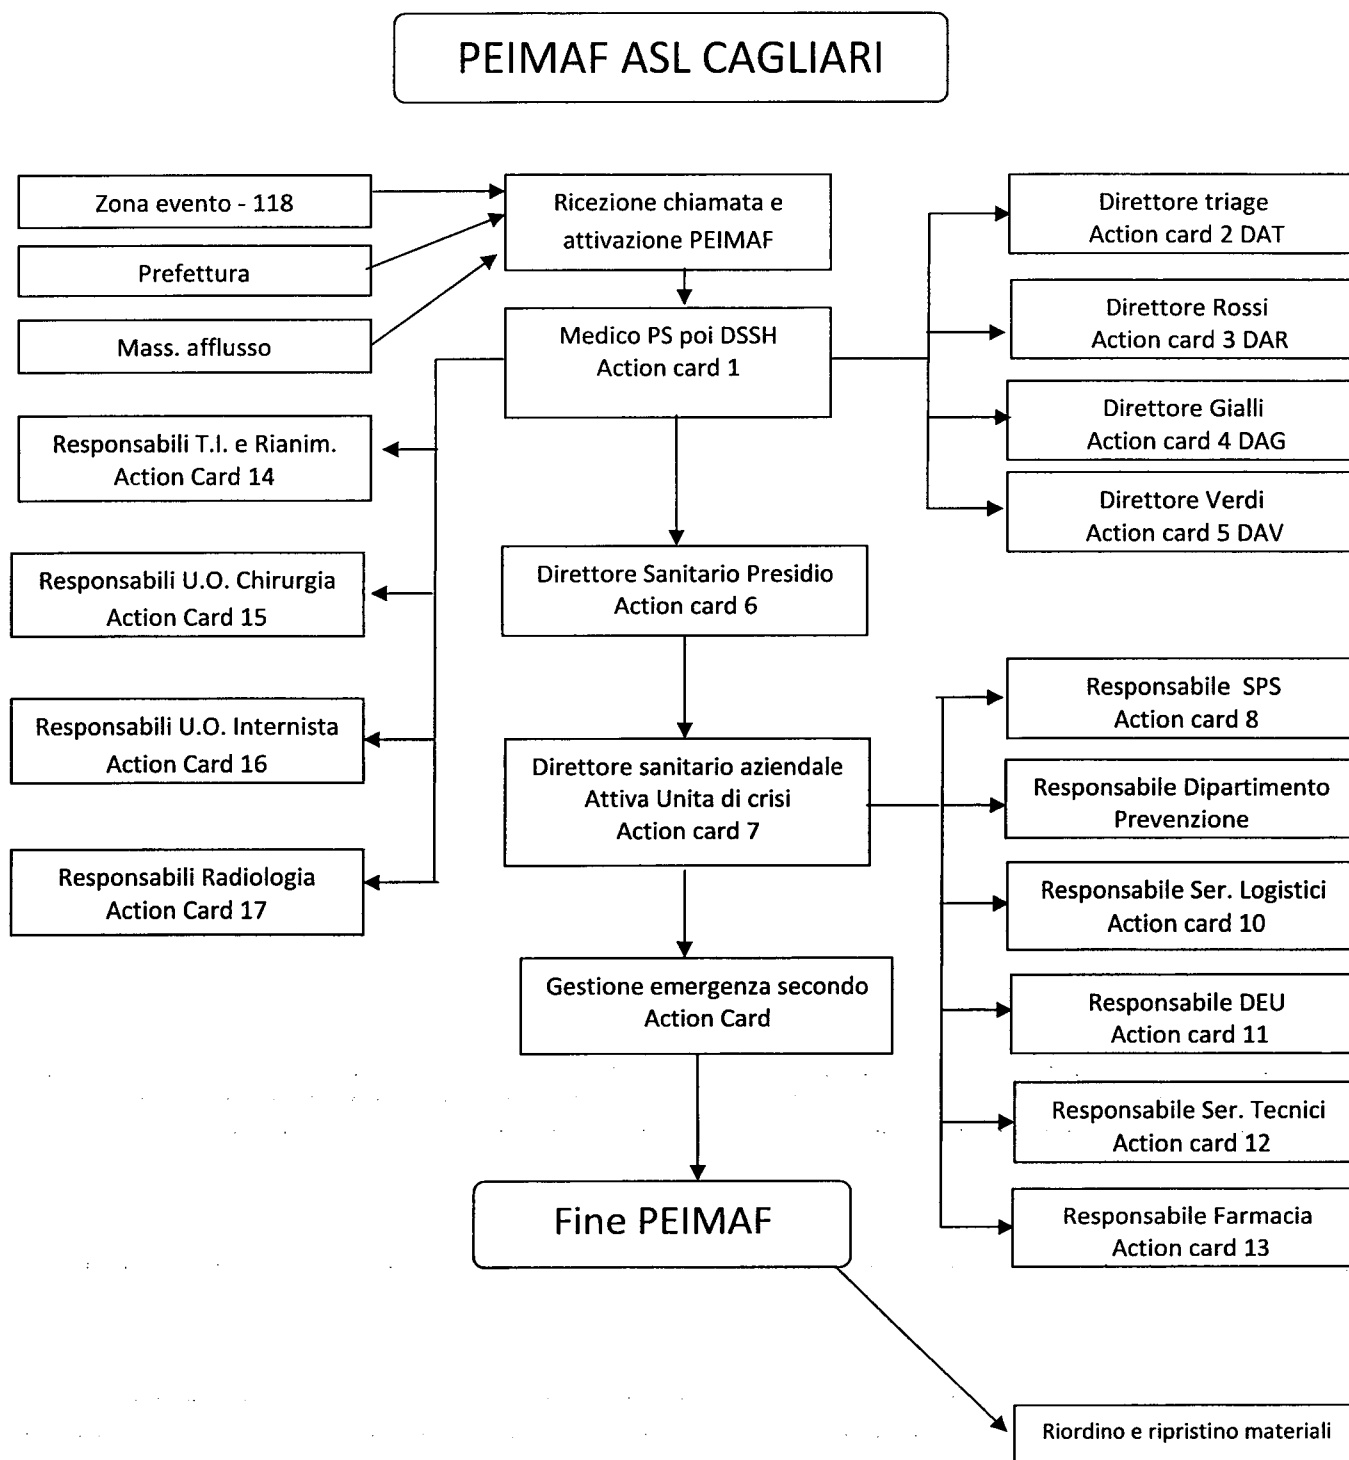 PEIMAF ASL CAGLIARI
Zona evento - 118
Prefettura
Mass. afflusso
Ricezione chiamata e
attivazione PEIMAF
Medico PS poi DSSH
Action card 1
Direttore triage
Action card 2 DAT
Direttore Rossi
Action card 3 DAR
Direttore Gialli
Action card 4 DAG
Direttore Verdi
Action card 5 DAV
Responsabili T.I. e Rianim.
Action Card 14
Responsabili U.O. Chirurgia
Action Card 15
Responsabili U.O. Internista
Action Card 16
Responsabili Radiologia
Action Card 17
Direttore Sanitario Presidio
Action card 6
Direttore sanitario aziendale
Attiva Unita di crisi
Action card 7
Responsabile SPS
Action card 8
Responsabile Dipartimento
Prevenzione
Responsabile Ser. Logistici
Action card 10
Responsabile DEU
Action card 11
Responsabile Ser. Tecnici
Action card 12
Responsabile Farmacia
Action card 13
Gestione emergenza secondo
Action Card
Fine PEIMAF
Riordino e ripristino materiali